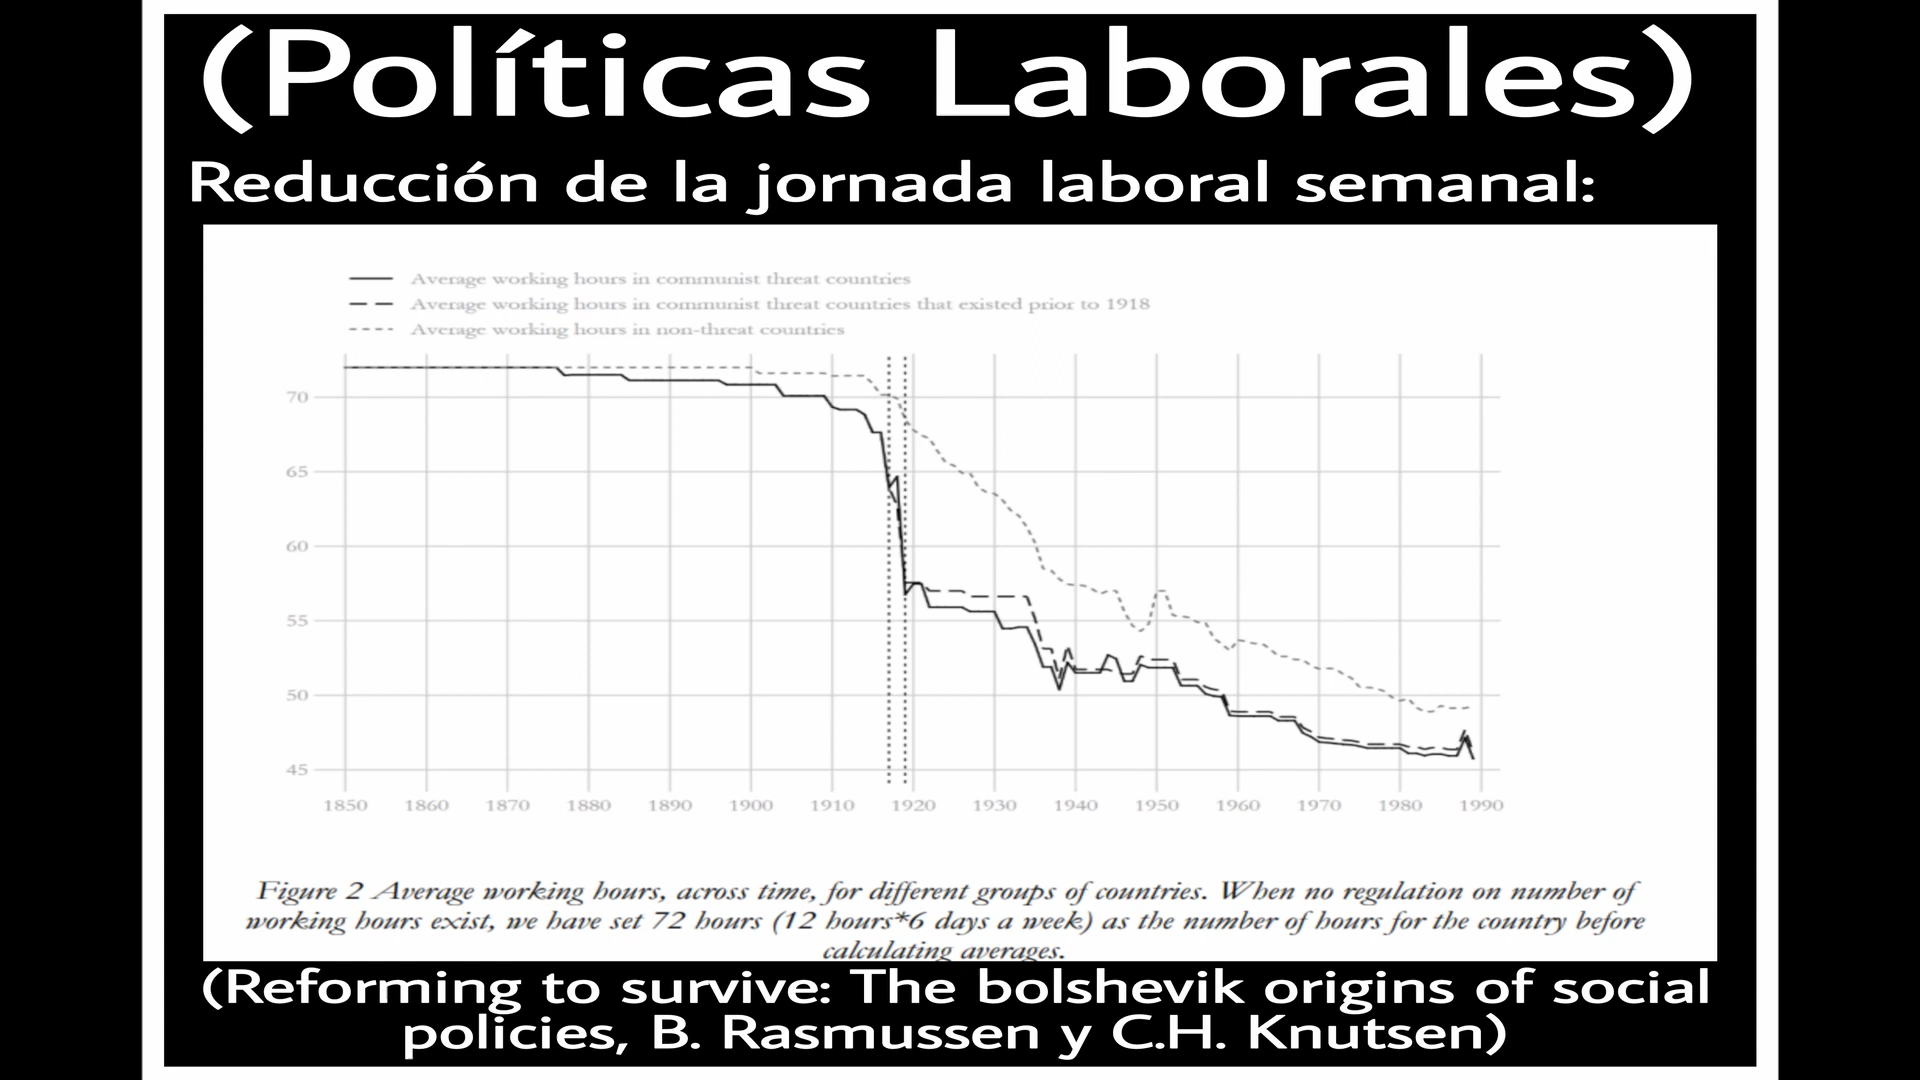 (Políticas Laborales)
Reducción de la jornada laboral semanal:
Average working hours in communist threat countries
Average working hours in communist threat countries that existed prior to 1918
Average working hours in non-threat countries
70
65
60
55
50
45
1850 1860 1870 1880 1890 1900 1910 1920 1930 1940 1950 1960 1970 1980 1990
Figure 2 Average working hours, across time, for different groups of countries. When no regulation on number of
working hours exist, we have set 72 hours (12 hours*6 days a week) as the number of hours for the country before
calculating averages.
(Reforming to survive: The bolshevik origins of social
policies, B. Rasmussen y C.H. Knutsen)